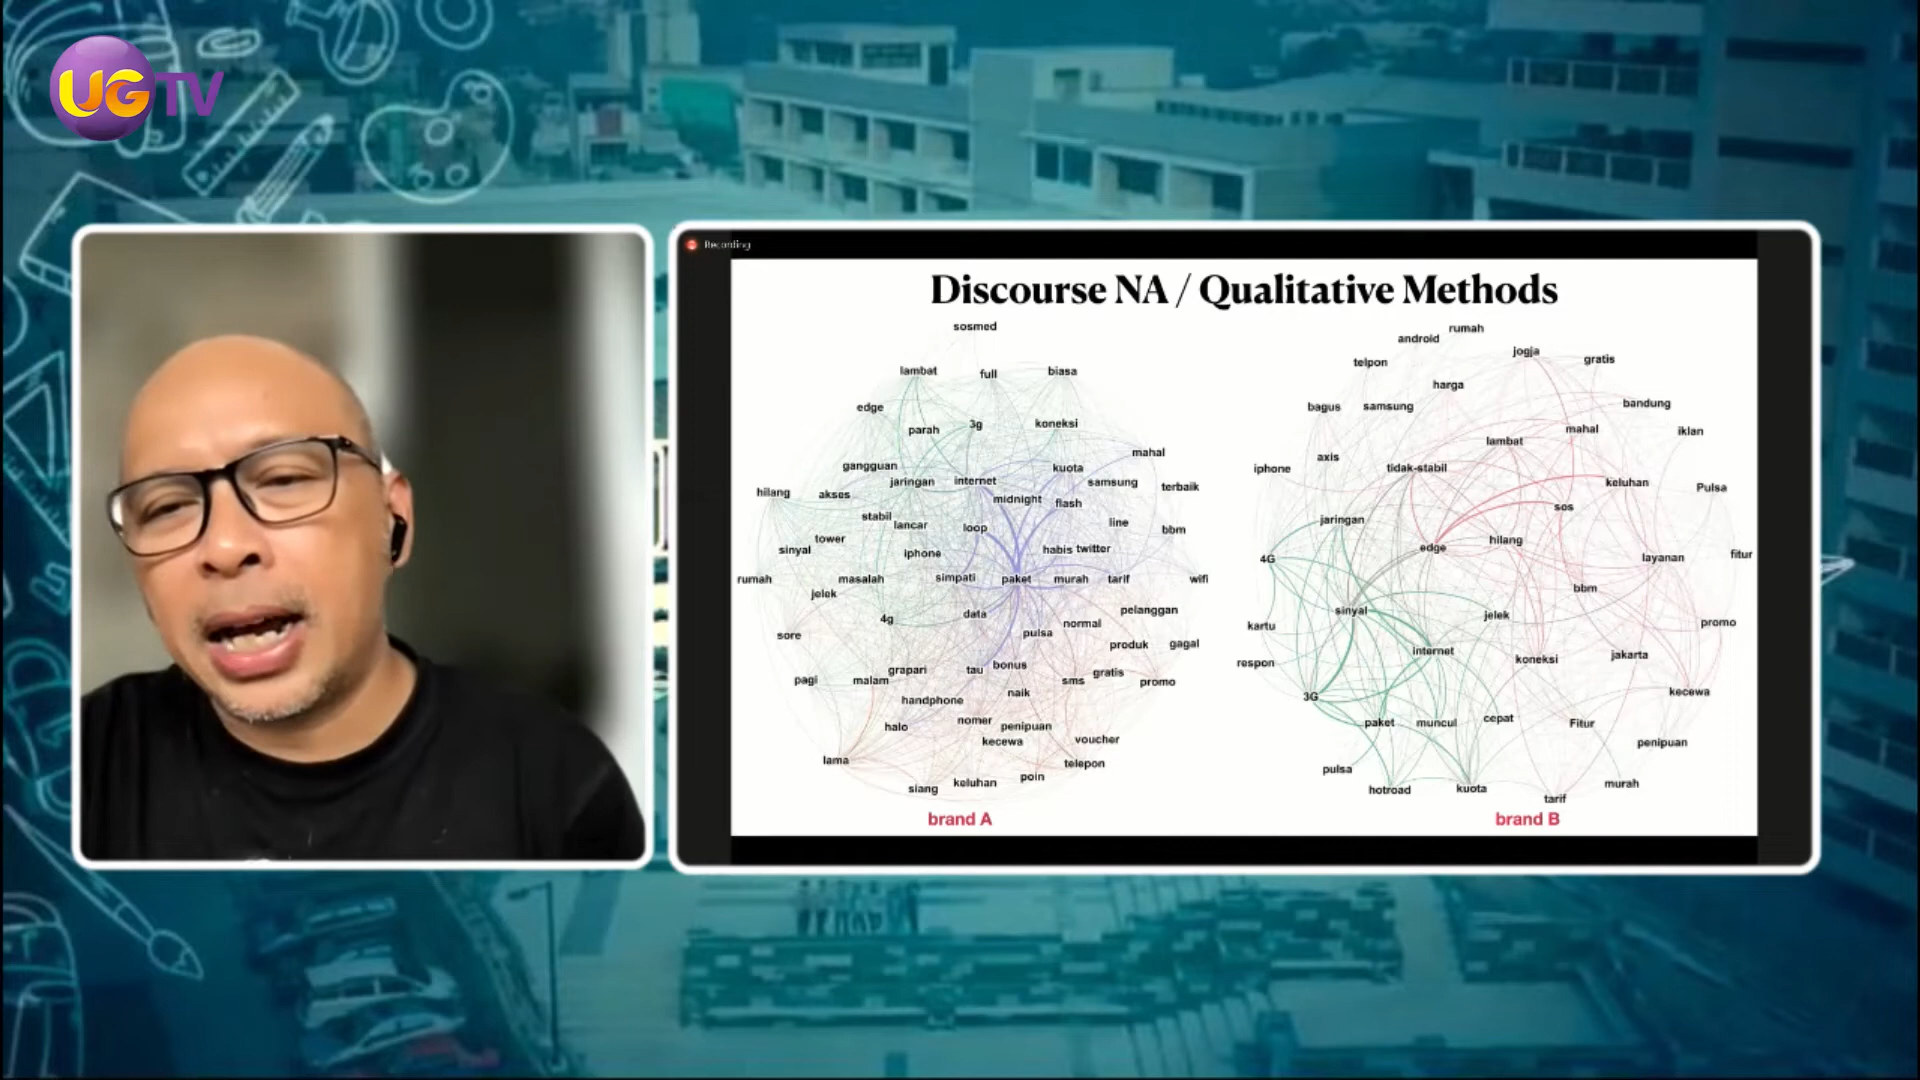 UGTV
Recording
Discourse NA / Qualitative Methods
sosmed
lambat
full
biasa
edge
parah
3g
koneksi
mahal
gangguan
jaringan
internet
kuota
samsung
terbaik
hilang
akses
midnight
flash
stabil
lancar
loop
line
bbm
tower
sinyal
iphone
habis
twitter
rumah
masalah
simpati
paket
murah
tarif
wifi
jelek
4g
data
normal
pelanggan
sore
pulsa
produk
gagal
grapari
tau
bonus
pagi
malam
sms
gratis
promo
handphone
naik
halo
nomer
penipuan
kecewa
voucher
lama
telepon
siang
keluhan
poin
brand A
rumah
android
jogja
telpon
gratis
harga
bagus
samsung
bandung
lambat
mahal
iklan
axis
iphone
tidak-stabil
keluhan
Pulsa
sos
jaringan
hilang
edge
4G
layanan
fitur
bbm
sinyal
jelek
kartu
promo
internet
koneksi
jakarta
respon
3G
kecewa
paket
muncul
cepat
Fitur
penipuan
pulsa
hotroad
kuota
murah
tarif
brand B